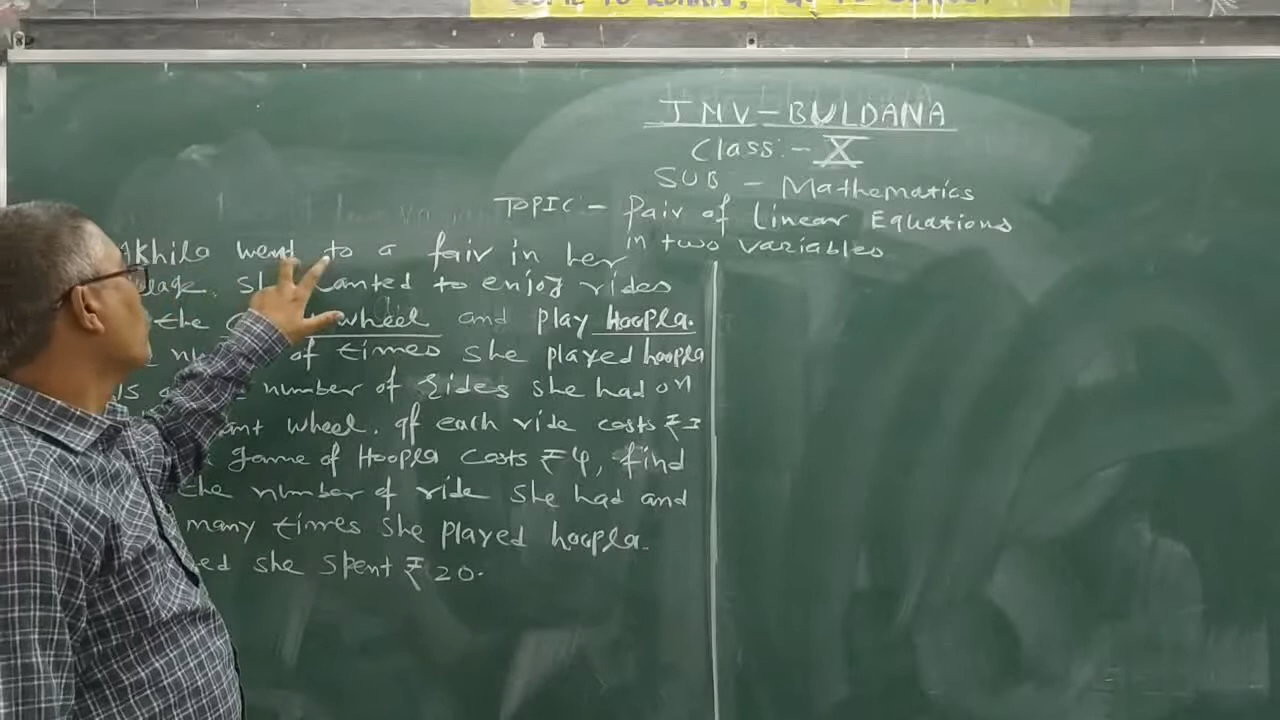 JNV-BULDANA
Class:- X
SUB - Mathematics
TOPIC - Pair of Linear Equations
in two variables
Akhila went to a fair in her
wanted to enjoy rides
the wheel and play Hoopla.
of times she played hoopla
is number of rides she had on
wheel. If each ride costs ₹3
game of Hoopla costs ₹4, find
the number of ride she had and
many times she played hoopla.
she spent ₹20.